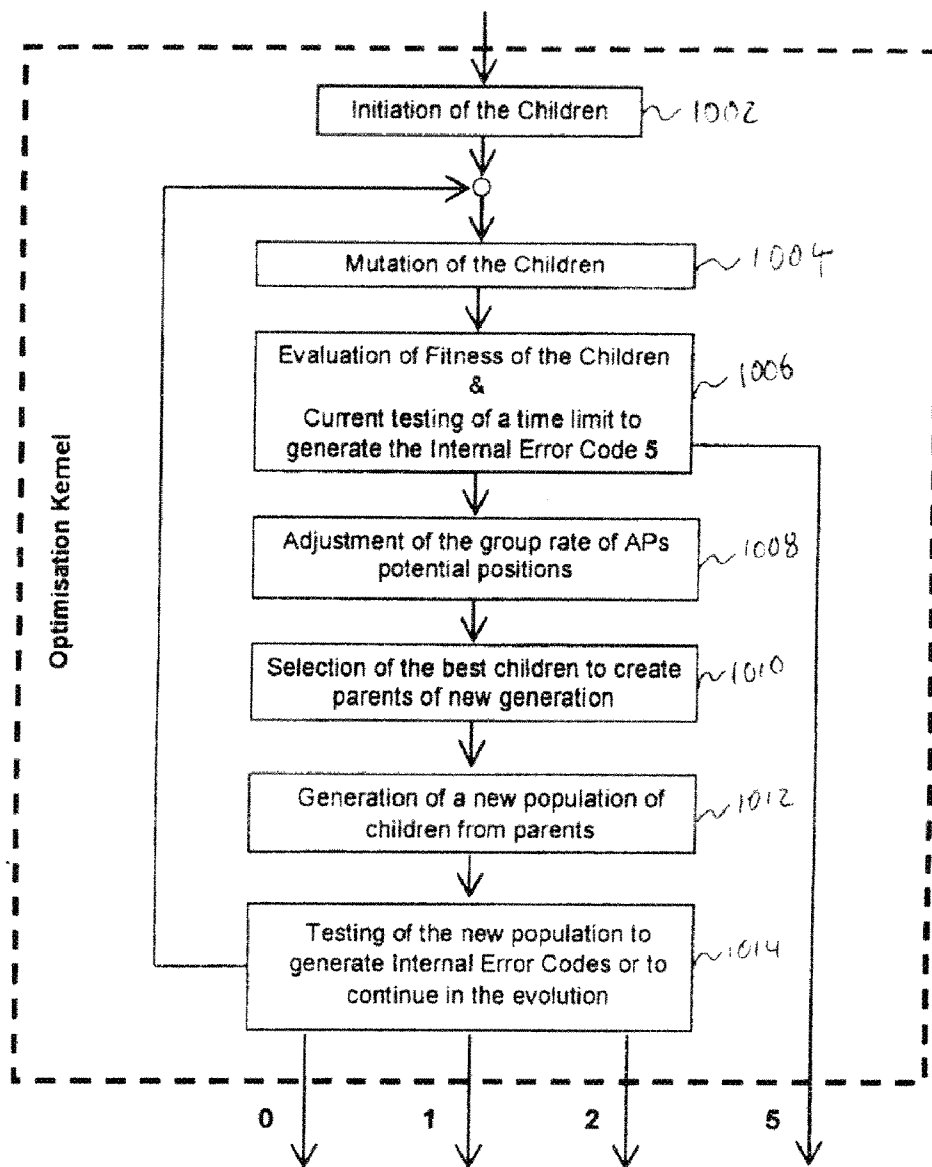 Initiation of the Children
1002
Mutation of the Children
1004
Evaluation of Fitness of the Children
&
Current testing of a time limit to
generate the Internal Error Code 5
1006
Adjustment of the group rate of APs
potential positions
1008
Selection of the best children to create
parents of new generation
1010
Generation of a new population of
children from parents
1012
Testing of the new population to
generate Internal Error Codes or to
continue in the evolution
1014
Optimisation Kernel
0
1
2
5